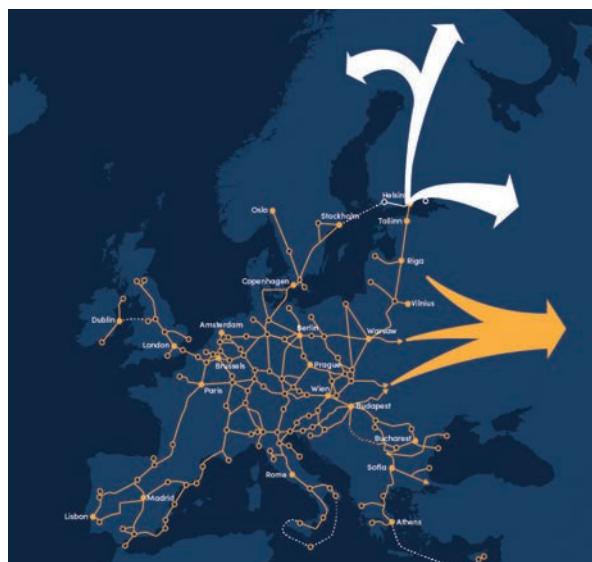 Helsin
Oslo
Stockholm
Tallinn
Riga
Copenhagen
Vilnius
Dublin
Amsterdam
Berlin
Warsaw
London
Brussels
Prague
Paris
Wien
Budapest
Bucharest
Sofia
Rome
Madrid
Lisbon
Athens